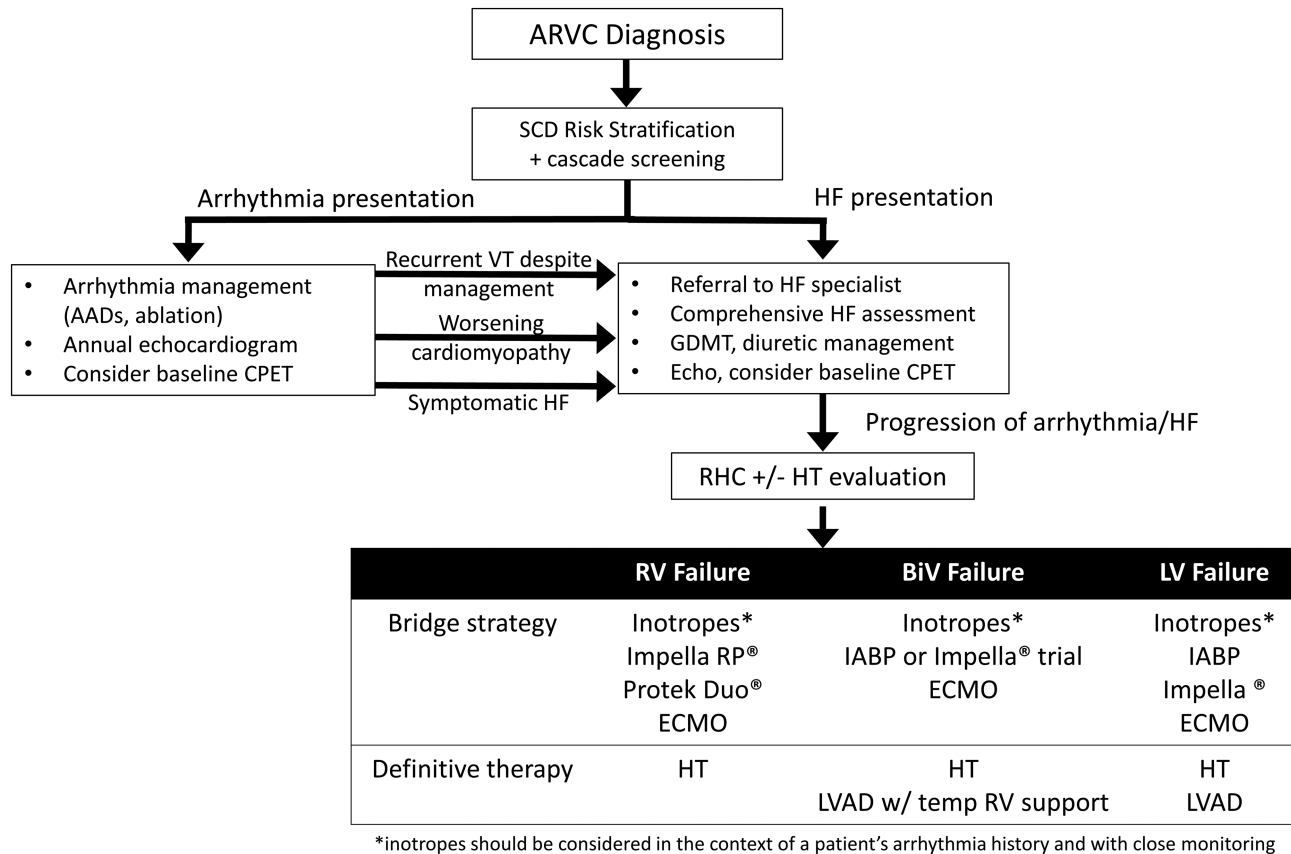 ARVC Diagnosis
SCD Risk Stratification
+ cascade screening
Arrhythmia presentation
HF presentation
• Arrhythmia management
(AADs, ablation)
• Annual echocardiogram
• Consider baseline CPET
Recurrent VT despite
management
Worsening
cardiomyopathy
Symptomatic HF
• Referral to HF specialist
• Comprehensive HF assessment
• GDMT, diuretic management
• Echo, consider baseline CPET
Progression of arrhythmia/HF
RHC +/- HT evaluation
RV Failure BiV Failure LV Failure
Bridge strategy Inotropes* Inotropes* Inotropes*
Impella RP® IABP or Impella® trial IABP
Protek Duo® ECMO Impella ®
ECMO ECMO
Definitive therapy HT HT HT
LVAD w/ temp RV support LVAD
*inotropes should be considered in the context of a patient's arrhythmia history and with close monitoring